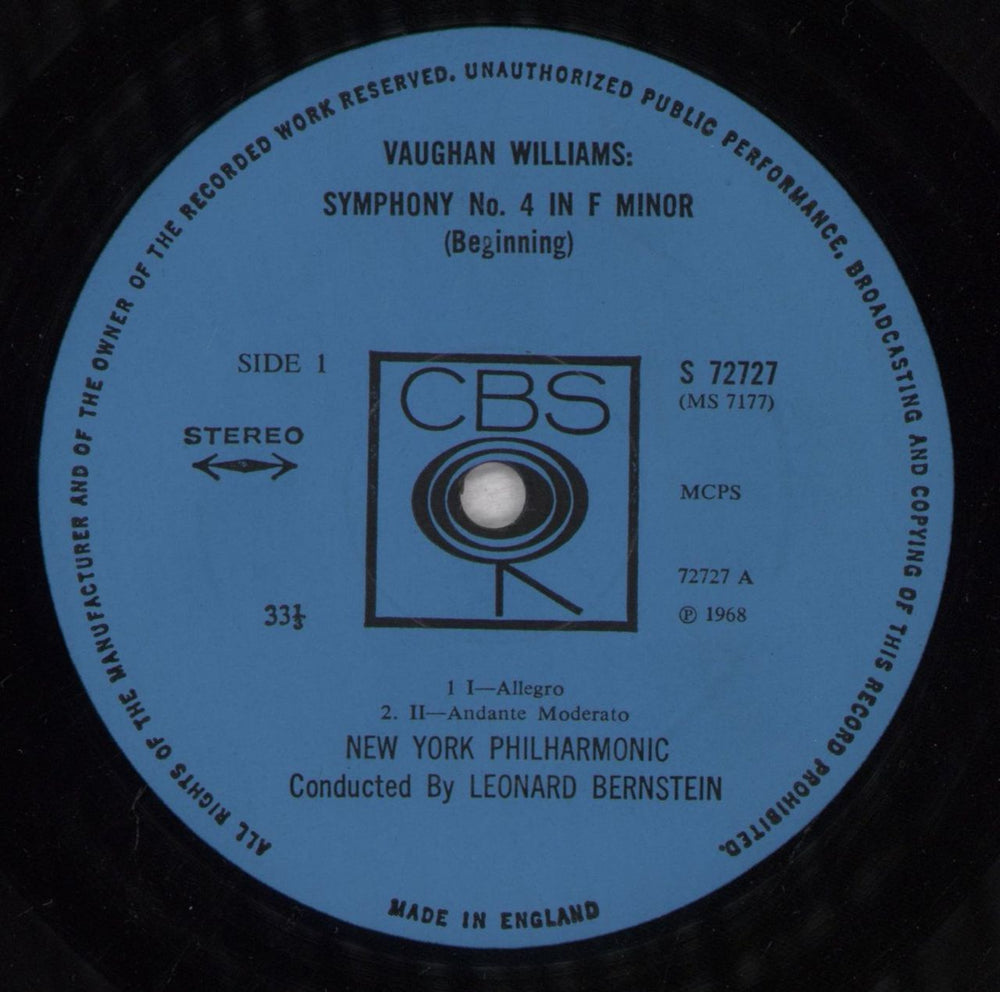 ALL RIGHTS OF THE MANUFACTURER AND OF THE OWNER OF THE RECORDED WORK RESERVED. UNAUTHORIZED PUBLIC PERFORMANCE, BROADCASTING AND COPYING OF THIS RECORD PROHIBITED.
VAUGHAN WILLIAMS:
SYMPHONY No. 4 IN F MINOR
(Beginning)
SIDE 1
STEREO
33⅓
CBS
S 72727
(MS 7177)
MCPS
72727 A
℗ 1968
1 I—Allegro
2. II—Andante Moderato
NEW YORK PHILHARMONIC
Conducted By LEONARD BERNSTEIN
MADE IN ENGLAND